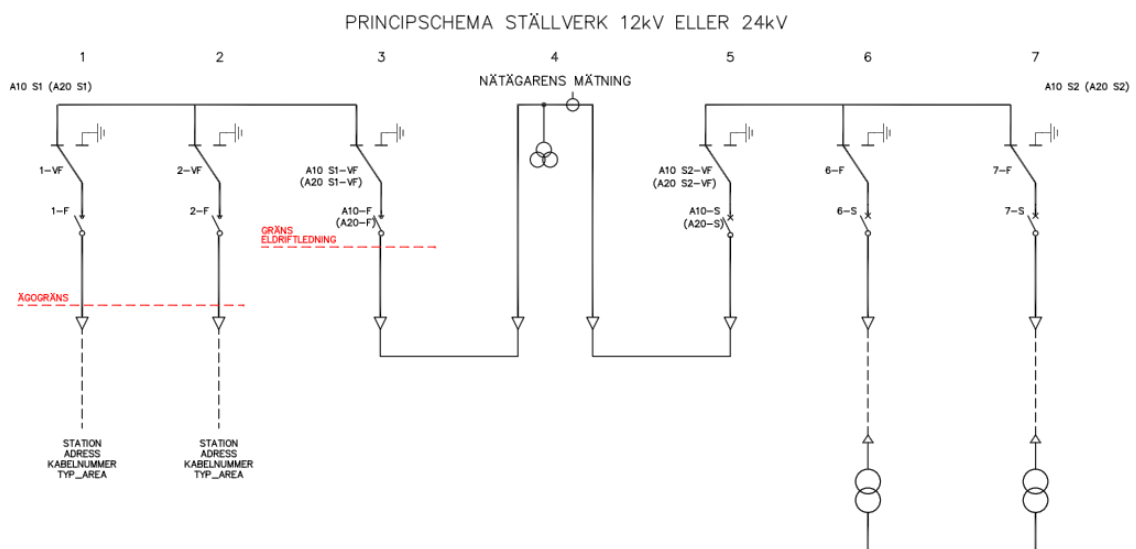 PRINCIPSCHEMA STÄLLVERK 12kV ELLER 24kV
1 2 3 4 5 6 7
NÄTÄGARENS MÄTNING
A10 S1 (A20 S1)
A10 S2 (A20 S2)
1-VF
2-VF
A10 S1-VF
(A20 S1-VF)
A10 S2-VF
(A20 S2-VF)
6-F
7-F
1-F
2-F
A10-F
(A20-F)
A10-S
(A20-S)
6-S
7-S
GRÄNS
ELDRIFTLEDNING
ÄGOGRÄNS
STATION
ADRESS
KABELNUMMER
TYP_AREA
STATION
ADRESS
KABELNUMMER
TYP_AREA